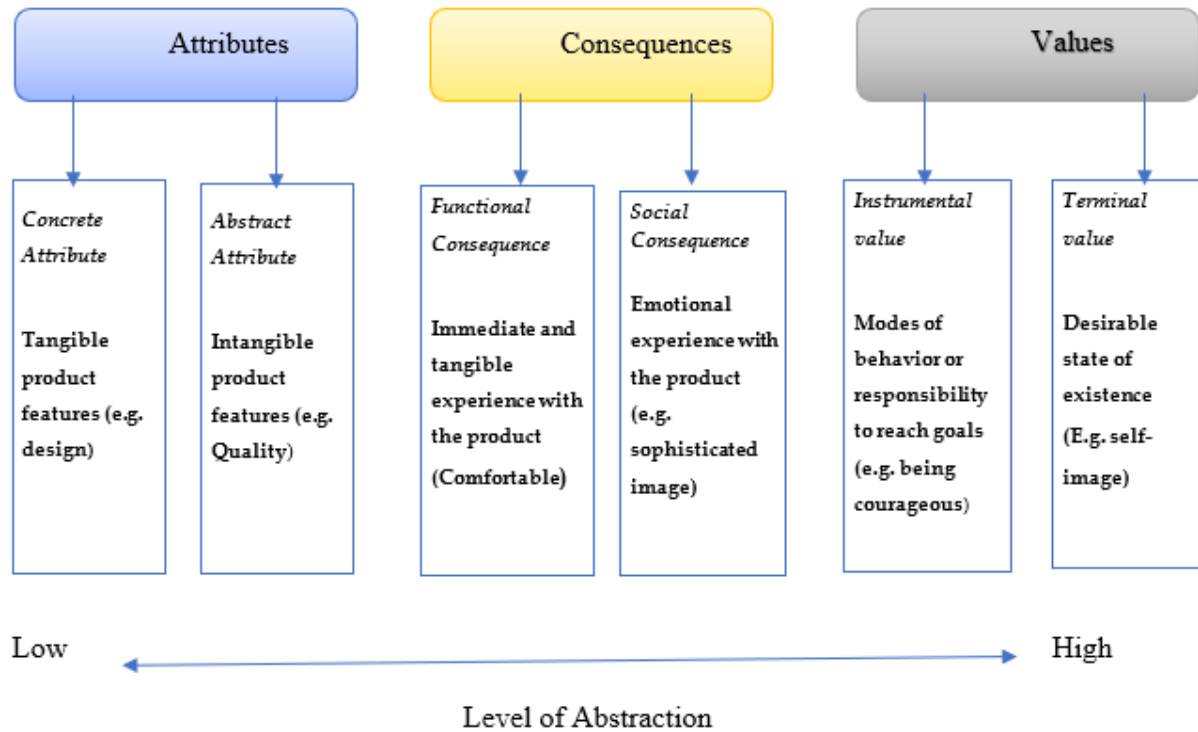 Attributes
Consequences
Values
Concrete
Attribute
Tangible
product
features (e.g.
design)
Abstract
Attribute
Intangible
product
features (e.g.
Quality)
Functional
Consequence
Immediate and
tangible
experience with
the product
(Comfortable)
Social
Consequence
Emotional
experience with
the product
(e.g.
sophisticated
image)
Instrumental
value
Modes of
behavior or
responsibility
to reach goals
(e.g. being
courageous)
Terminal
value
Desirable
state of
existence
(E.g. self-
image)
Low
High
Level of Abstraction